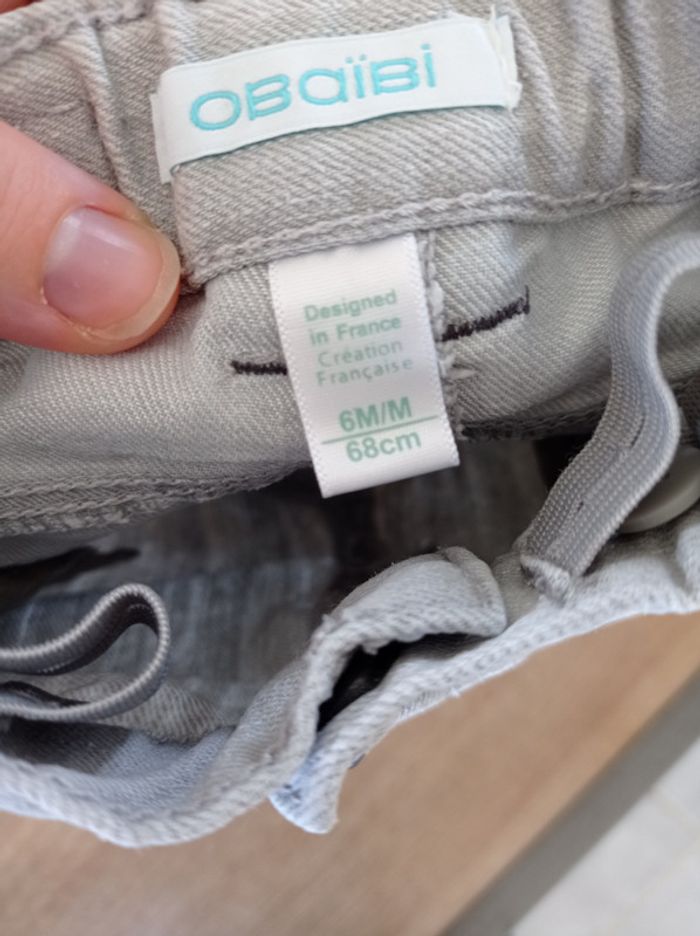 OBaïBi
Designed
in France
Création
Française
6M/M
68cm